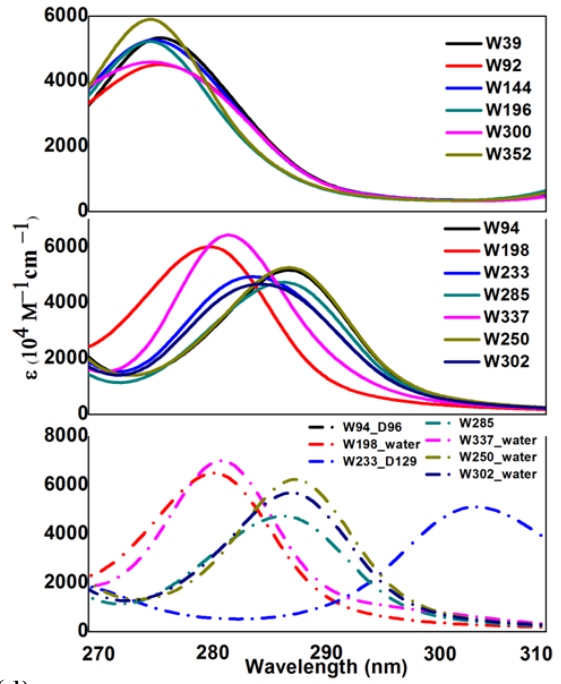 6000
4000
2000
0
W39
W92
W144
W196
W300
W352
6000
4000
2000
0
W94
W198
W233
W285
W337
W250
W302
ε (10⁴ M⁻¹cm⁻¹)
8000
6000
4000
2000
0
W94_D96
W198_water
W233_D129
W285
W337_water
W250_water
W302_water
270 280 290 300 310
Wavelength (nm)